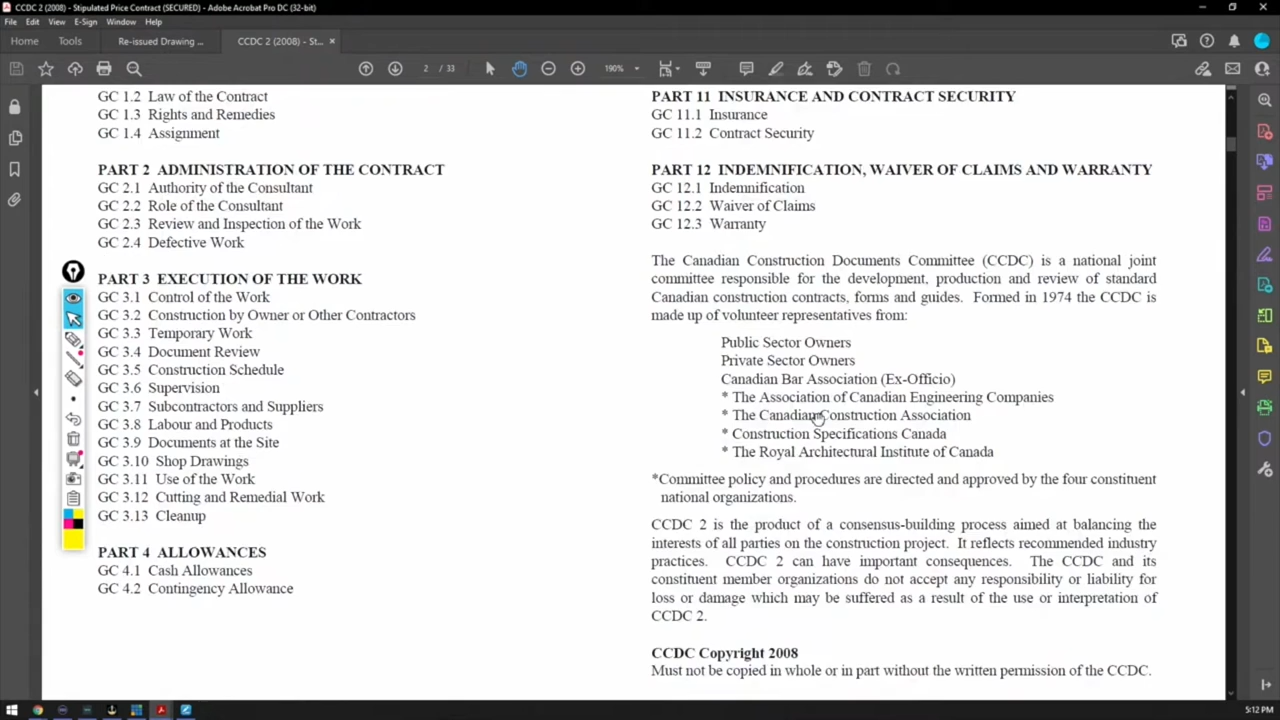 CCDC 2 (2008) - Stipulated Price Contract (SECURED) - Adobe Acrobat Pro DC (32-bit)
File Edit View E-Sign Window Help
Home Tools Re-issued Drawing ... CCDC 2 (2008) - St... ×
2 / 33 190%
GC 1.2 Law of the Contract
GC 1.3 Rights and Remedies
GC 1.4 Assignment
PART 2 ADMINISTRATION OF THE CONTRACT
GC 2.1 Authority of the Consultant
GC 2.2 Role of the Consultant
GC 2.3 Review and Inspection of the Work
GC 2.4 Defective Work
PART 3 EXECUTION OF THE WORK
GC 3.1 Control of the Work
GC 3.2 Construction by Owner or Other Contractors
GC 3.3 Temporary Work
GC 3.4 Document Review
GC 3.5 Construction Schedule
GC 3.6 Supervision
GC 3.7 Subcontractors and Suppliers
GC 3.8 Labour and Products
GC 3.9 Documents at the Site
GC 3.10 Shop Drawings
GC 3.11 Use of the Work
GC 3.12 Cutting and Remedial Work
GC 3.13 Cleanup
PART 4 ALLOWANCES
GC 4.1 Cash Allowances
GC 4.2 Contingency Allowance
PART 11 INSURANCE AND CONTRACT SECURITY
GC 11.1 Insurance
GC 11.2 Contract Security
PART 12 INDEMNIFICATION, WAIVER OF CLAIMS AND WARRANTY
GC 12.1 Indemnification
GC 12.2 Waiver of Claims
GC 12.3 Warranty
The Canadian Construction Documents Committee (CCDC) is a national joint
committee responsible for the development, production and review of standard
Canadian construction contracts, forms and guides. Formed in 1974 the CCDC is
made up of volunteer representatives from:
Public Sector Owners
Private Sector Owners
Canadian Bar Association (Ex-Officio)
* The Association of Canadian Engineering Companies
* The Canadian Construction Association
* Construction Specifications Canada
* The Royal Architectural Institute of Canada
*Committee policy and procedures are directed and approved by the four constituent
national organizations.
CCDC 2 is the product of a consensus-building process aimed at balancing the
interests of all parties on the construction project. It reflects recommended industry
practices. CCDC 2 can have important consequences. The CCDC and its
constituent member organizations do not accept any responsibility or liability for
loss or damage which may be suffered as a result of the use or interpretation of
CCDC 2.
CCDC Copyright 2008
Must not be copied in whole or in part without the written permission of the CCDC.
5:12 PM